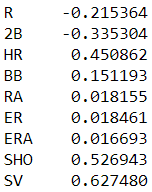 R -0.215364
2B -0.335304
HR 0.450862
BB 0.151193
RA 0.018155
ER 0.018461
ERA 0.016693
SHO 0.526943
SV 0.627480